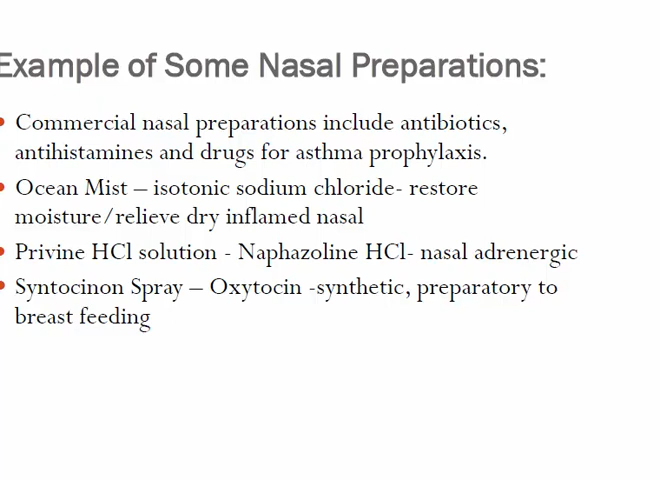 Example of Some Nasal Preparations:
• Commercial nasal preparations include antibiotics,
antihistamines and drugs for asthma prophylaxis.
• Ocean Mist – isotonic sodium chloride- restore
moisture/relieve dry inflamed nasal
• Privine HCl solution - Naphazoline HCl- nasal adrenergic
• Syntocinon Spray – Oxytocin -synthetic, preparatory to
breast feeding